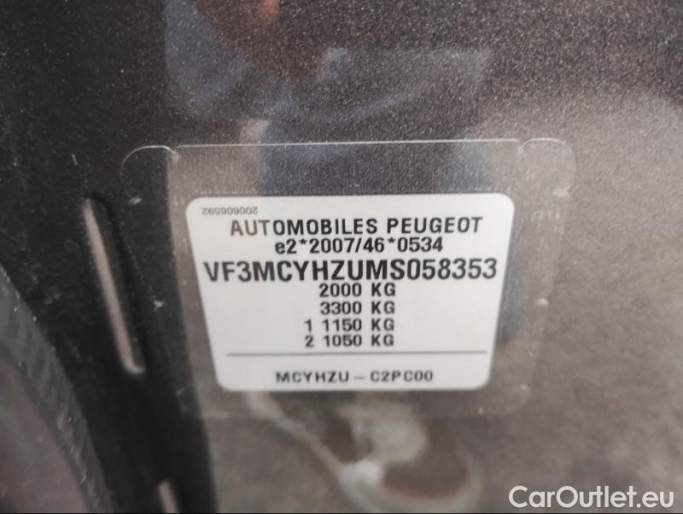 200606592
AUTOMOBILES PEUGEOT
e2*2007/46*0534
VF3MCYHZUMS058353
2000 KG
3300 KG
1 1150 KG
2 1050 KG
MCYHZU - C2PC00
CarOutlet.eu